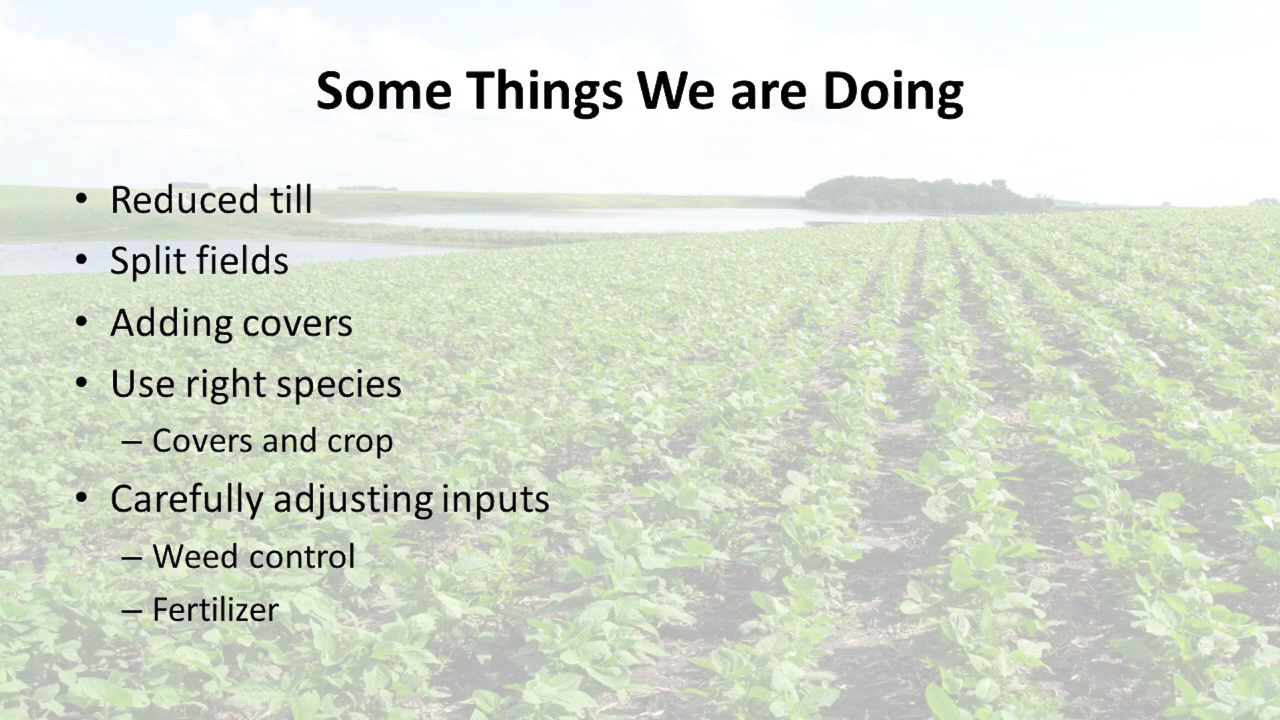 Some Things We are Doing
• Reduced till
• Split fields
• Adding covers
• Use right species
– Covers and crop
• Carefully adjusting inputs
– Weed control
– Fertilizer